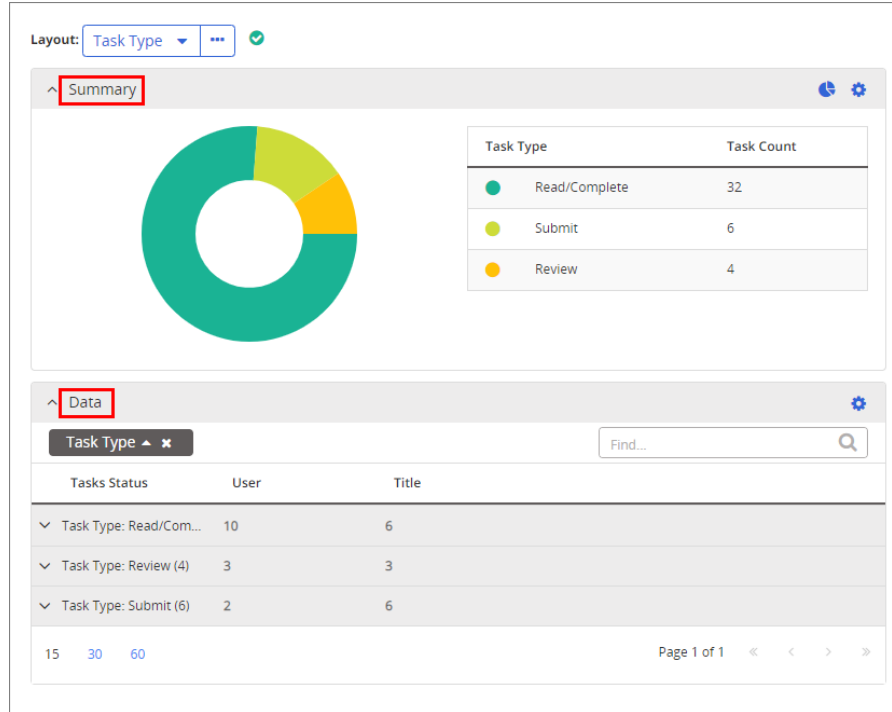 Layout: Task Type
Summary
Task Type Task Count
Read/Complete 32
Submit 6
Review 4
Data
Task Type
Find...
Tasks Status User Title
Task Type: Read/Com... 10 6
Task Type: Review (4) 3 3
Task Type: Submit (6) 2 6
15 30 60 Page 1 of 1